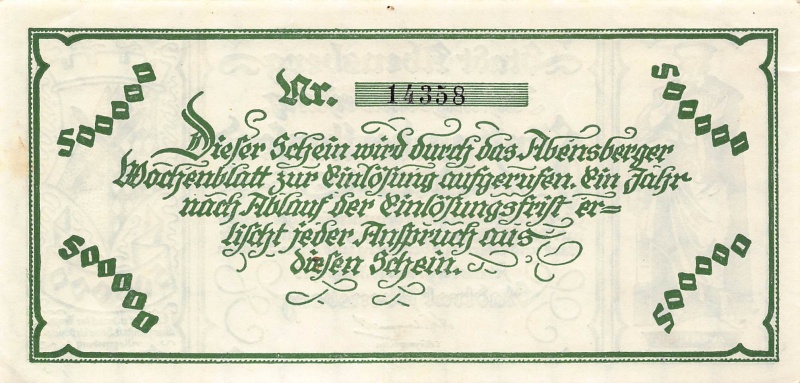 500000
500000
Nr. 14358
Dieser Schein wird durch das Abensberger
Wochenblatt zur Einlösung aufgerufen. Ein Jahr
nach Ablauf der Einlösungsfrist er=
lischt jeder Anspruch aus
diesen Schein.
500000
500000